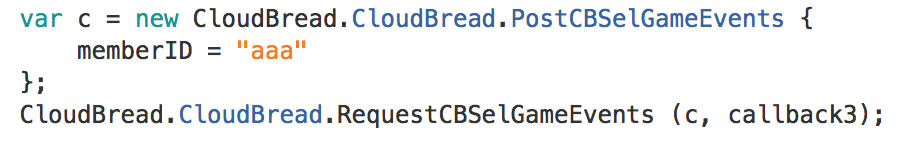 var c = new CloudBread.CloudBread.PostCBSelGameEvents {
    memberID = "aaa"
};
CloudBread.CloudBread.RequestCBSelGameEvents (c, callback3);